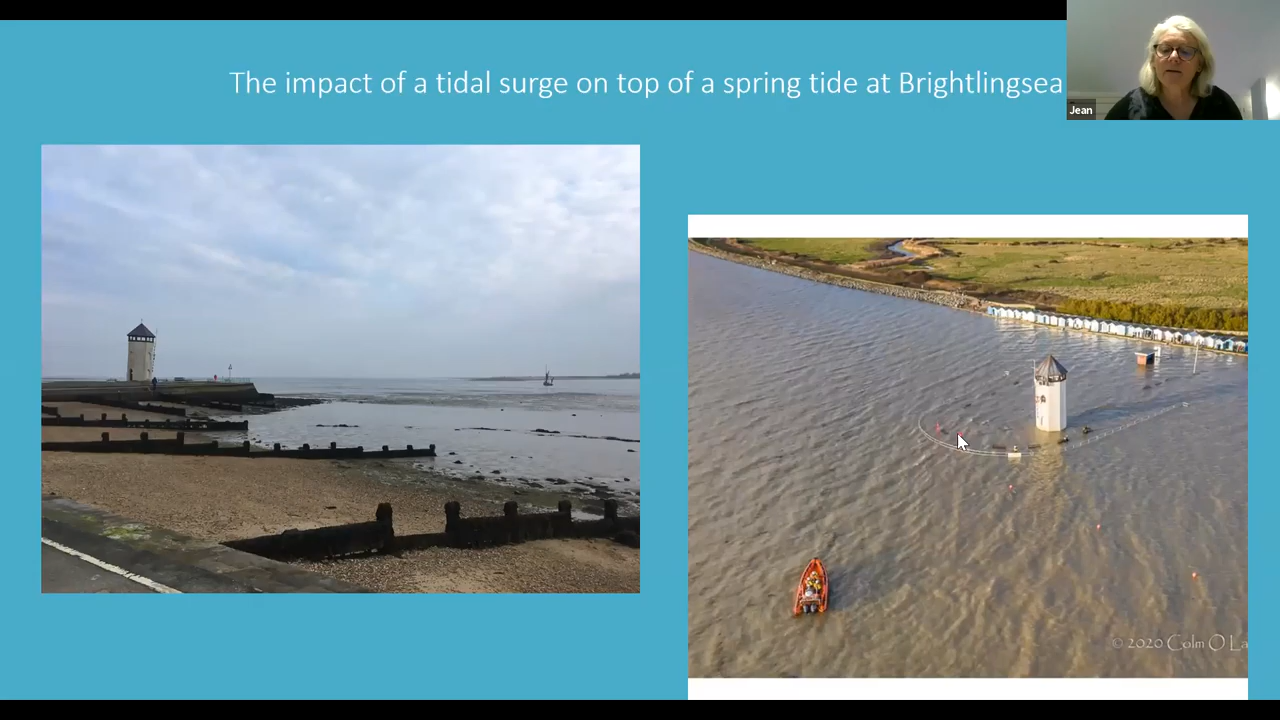 The impact of a tidal surge on top of a spring tide at Brightlingsea
Jean
© 2020 Colm O La